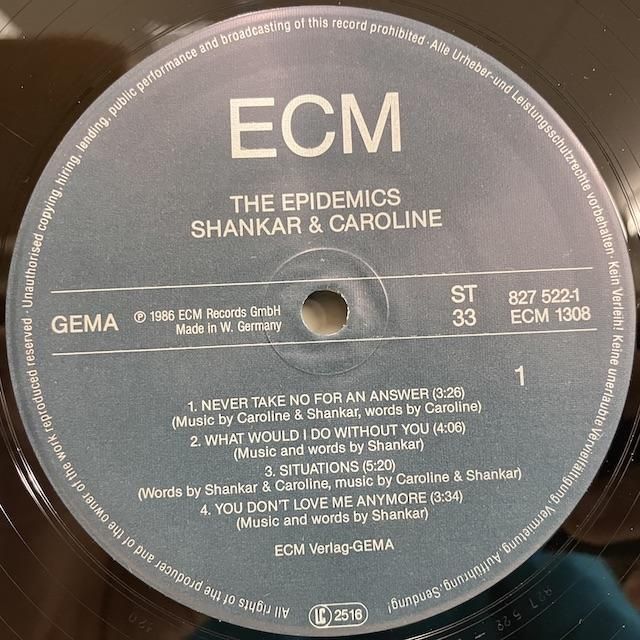 ECM
THE EPIDEMICS
SHANKAR & CAROLINE
GEMA
℗ 1986 ECM Records GmbH
Made in W. Germany
ST
33
827 522-1
ECM 1308
1
1. NEVER TAKE NO FOR AN ANSWER (3:26)
(Music by Caroline & Shankar, words by Caroline)
2. WHAT WOULD I DO WITHOUT YOU (4:06)
(Music and words by Shankar)
3. SITUATIONS (5:20)
(Words by Shankar & Caroline, music by Caroline & Shankar)
4. YOU DON'T LOVE ME ANYMORE (3:34)
(Music and words by Shankar)
ECM Verlag-GEMA
LC 2516
All rights of the producer and of the owner of the work reproduced reserved · Unauthorised copying, hiring, lending, public performance and broadcasting of this record prohibited · Alle Urheber-und Leistungsschutzrechte vorbehalten · Kein Verleih! Keine unerlaubte Vervielfältigung, Vermietung, Aufführung, Sendung!